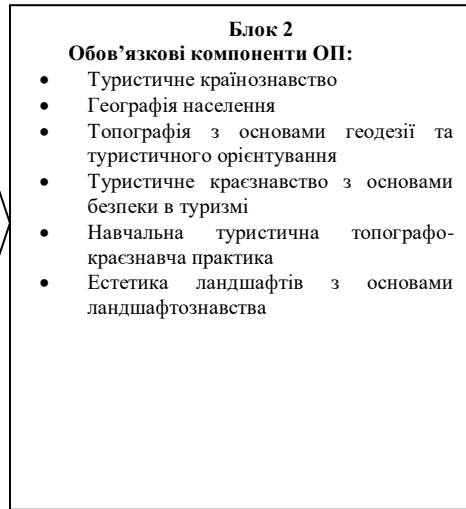 Блок 2
Обов’язкові компоненти ОП:
• Туристичне країнознавство
• Географія населення
• Топографія з основами геодезії та
туристичного орієнтування
• Туристичне краєзнавство з основами
безпеки в туризмі
• Навчальна туристична топографо-
краєзнавча практика
• Естетика ландшафтів з основами
ландшафтознавства